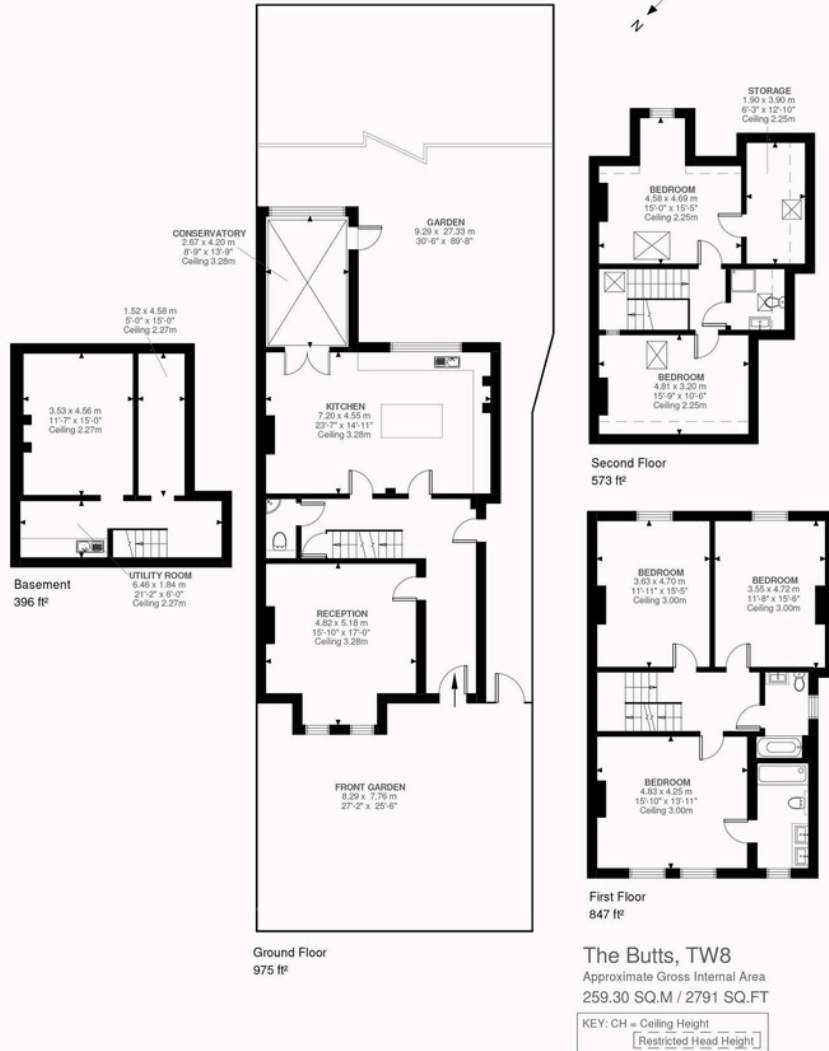 N
STORAGE
1.90 x 3.90 m
6'-3" x 12'-10"
Ceiling 2.25m
BEDROOM
4.58 x 4.69 m
15'-0" x 15'-5"
Ceiling 2.25m
BEDROOM
4.81 x 3.20 m
15'-9" x 10'-6"
Ceiling 2.25m
Second Floor
573 ft²
CONSERVATORY
2.67 x 4.20 m
8'-9" x 13'-9"
Ceiling 3.28m
GARDEN
9.29 x 27.33 m
30'-6" x 89'-8"
KITCHEN
7.20 x 4.55 m
23'-7" x 14'-11"
Ceiling 3.28m
RECEPTION
4.82 x 5.18 m
15'-10" x 17'-0"
Ceiling 3.28m
FRONT GARDEN
8.29 x 7.76 m
27'-2" x 25'-6"
Ground Floor
975 ft²
1.52 x 4.58 m
5'-0" x 15'-0"
Ceiling 2.27m
3.53 x 4.56 m
11'-7" x 15'-0"
Ceiling 2.27m
UTILITY ROOM
6.46 x 1.84 m
21'-2" x 6'-0"
Ceiling 2.27m
Basement
396 ft²
BEDROOM
3.63 x 4.70 m
11'-11" x 15'-5"
Ceiling 3.00m
BEDROOM
3.55 x 4.72 m
11'-8" x 15'-6"
Ceiling 3.00m
BEDROOM
4.83 x 4.25 m
15'-10" x 13'-11"
Ceiling 3.00m
First Floor
847 ft²
The Butts, TW8
Approximate Gross Internal Area
259.30 SQ.M / 2791 SQ.FT
KEY: CH = Ceiling Height
Restricted Head Height